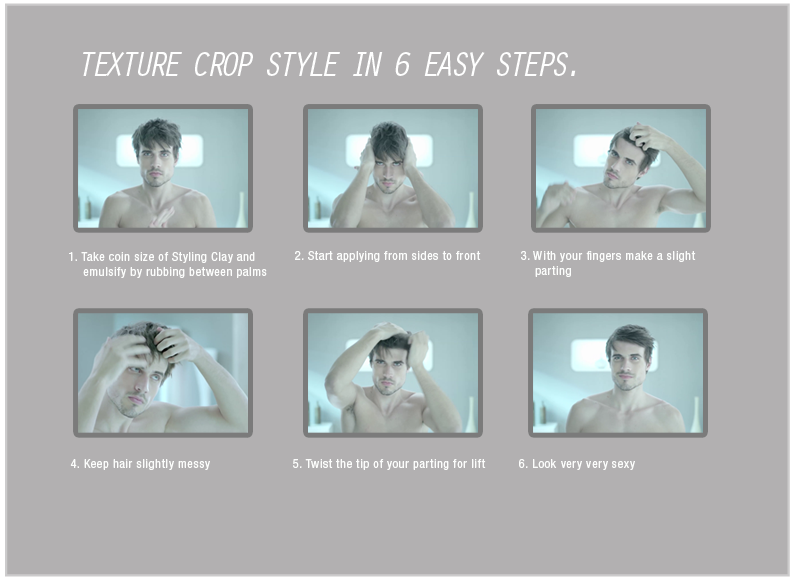 TEXTURE CROP STYLE IN 6 EASY STEPS.
1. Take coin size of Styling Clay and
emulsify by rubbing between palms
2. Start applying from sides to front
3. With your fingers make a slight
parting
4. Keep hair slightly messy
5. Twist the tip of your parting for lift
6. Look very very sexy